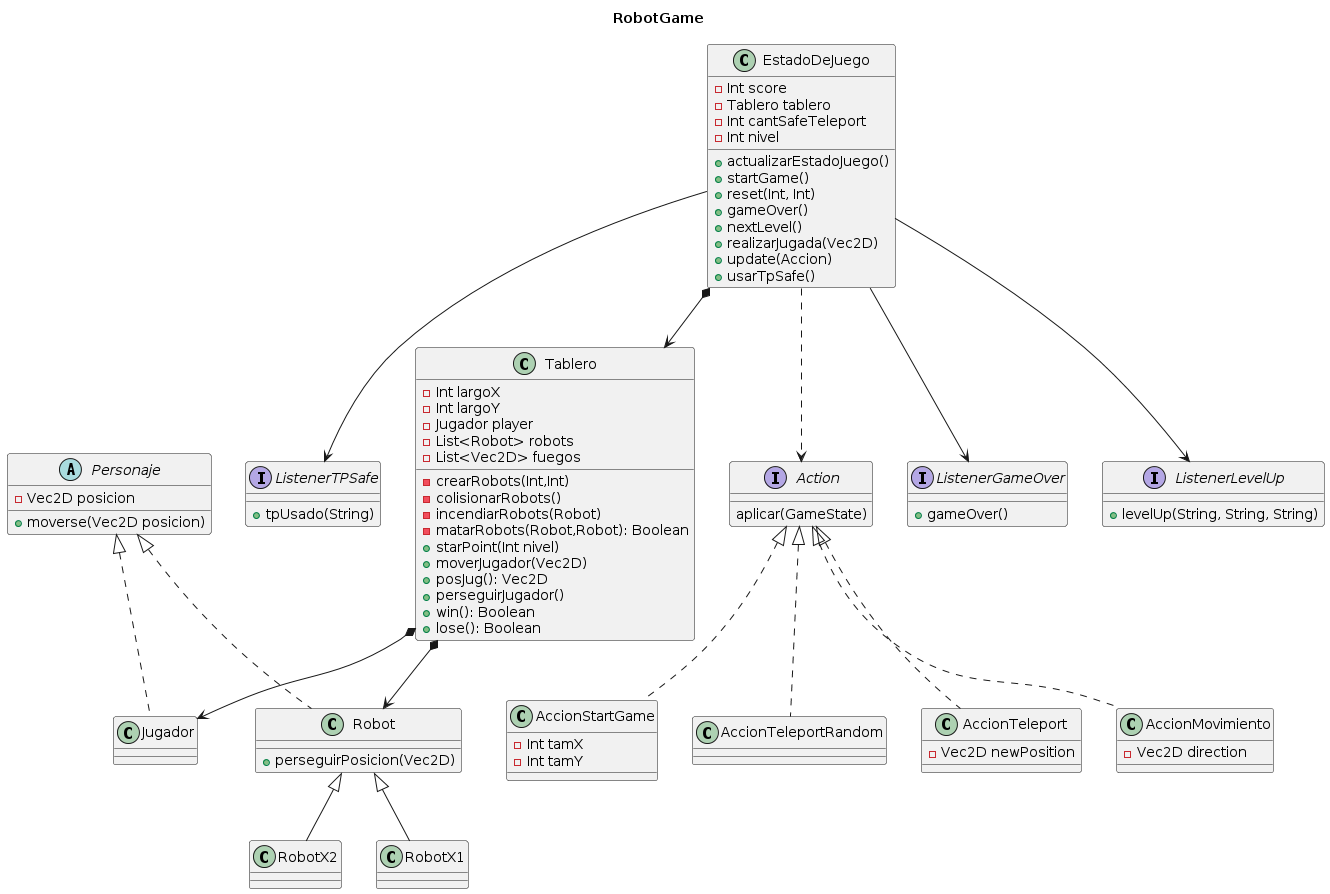 RobotGame
C EstadoDeJuego
Int score
Tablero tablero
Int cantSafeTeleport
Int nivel
actualizarEstadoJuego()
startGame()
reset(Int, Int)
gameOver()
nextLevel()
realizarJugada(Vec2D)
update(Accion)
usarTpSafe()
C Tablero
Int largoX
Int largoY
Jugador player
List<Robot> robots
List<Vec2D> fuegos
crearRobots(Int,Int)
colisionarRobots()
incendiarRobots(Robot)
matarRobots(Robot,Robot): Boolean
starPoint(Int nivel)
moverJugador(Vec2D)
posJug(): Vec2D
perseguirJugador()
win(): Boolean
lose(): Boolean
A Personaje
Vec2D posicion
moverse(Vec2D posicion)
I ListenerTPSafe
tpUsado(String)
I Action
aplicar(GameState)
I ListenerGameOver
gameOver()
I ListenerLevelUp
levelUp(String, String, String)
C Jugador
C Robot
perseguirPosicion(Vec2D)
C AccionStartGame
Int tamX
Int tamY
C AccionTeleportRandom
C AccionTeleport
Vec2D newPosition
C AccionMovimiento
Vec2D direction
C RobotX2
C RobotX1